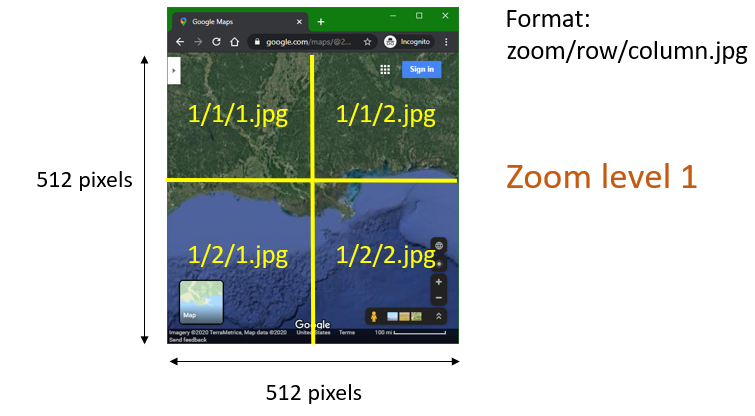 Google Maps
google.com/maps/@2...
Incognito
Format:
zoom/row/column.jpg
Sign in
1/1/1.jpg
1/1/2.jpg
512 pixels
Zoom level 1
1/2/1.jpg
1/2/2.jpg
Map
Google
Imagery ©2020 TerraMetrics, Map data ©2020
United States
Terms
100 mi
Send feedback
512 pixels